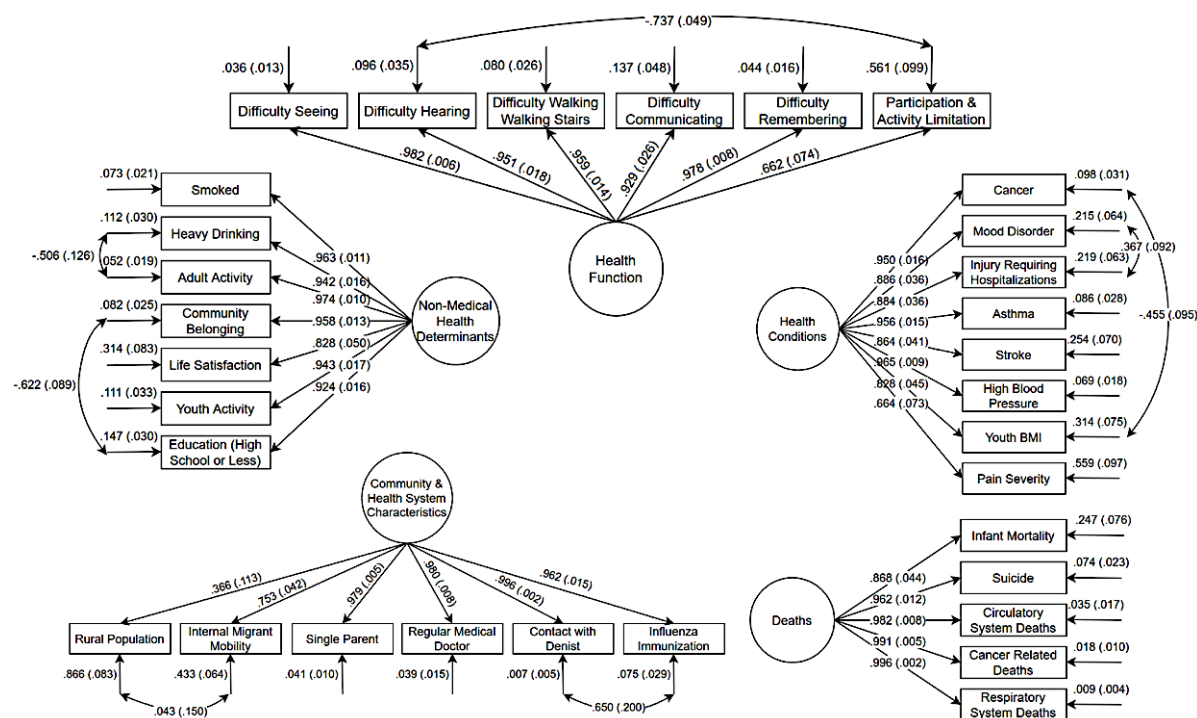 -.737 (.049)
.036 (.013)
.096 (.035)
.080 (.026)
.137 (.048)
.044 (.016)
.561 (.099)
Difficulty Seeing
Difficulty Hearing
Difficulty Walking
Walking Stairs
Difficulty
Communicating
Difficulty
Remembering
Participation &
Activity Limitation
.982 (.006)
.951 (.018)
.959 (.014)
.929 (.026)
.978 (.008)
.662 (.074)
Health
Function
.073 (.021)
Smoked
.112 (.030)
Heavy Drinking
-.506 (.126)
.052 (.019)
Adult Activity
.082 (.025)
Community
Belonging
.314 (.083)
Life Satisfaction
-.622 (.089)
.111 (.033)
Youth Activity
.147 (.030)
Education (High
School or Less)
.963 (.011)
.942 (.016)
.974 (.010)
.958 (.013)
.828 (.050)
.943 (.017)
.924 (.016)
Non-Medical
Health
Determinants
Health
Conditions
.950 (.016)
.886 (.036)
.884 (.036)
.956 (.015)
.864 (.041)
.965 (.009)
.828 (.045)
.664 (.073)
Cancer
.098 (.031)
Mood Disorder
.215 (.064)
.367 (.092)
Injury Requiring
Hospitalizations
.219 (.063)
Asthma
.086 (.028)
-.455 (.095)
Stroke
.254 (.070)
High Blood
Pressure
.069 (.018)
Youth BMI
.314 (.075)
Pain Severity
.559 (.097)
Community &
Health System
Characteristics
.366 (.113)
.753 (.042)
.979 (.005)
.980 (.008)
.996 (.002)
.962 (.015)
Rural Population
Internal Migrant
Mobility
Single Parent
Regular Medical
Doctor
Contact with
Denist
Influenza
Immunization
.866 (.083)
.433 (.064)
.041 (.010)
.039 (.015)
.007 (.005)
.075 (.029)
.043 (.150)
.650 (.200)
Deaths
.868 (.044)
.962 (.012)
.982 (.008)
.991 (.005)
.996 (.002)
Infant Mortality
.247 (.076)
Suicide
.074 (.023)
Circulatory
System Deaths
.035 (.017)
Cancer Related
Deaths
.018 (.010)
Respiratory
System Deaths
.009 (.004)